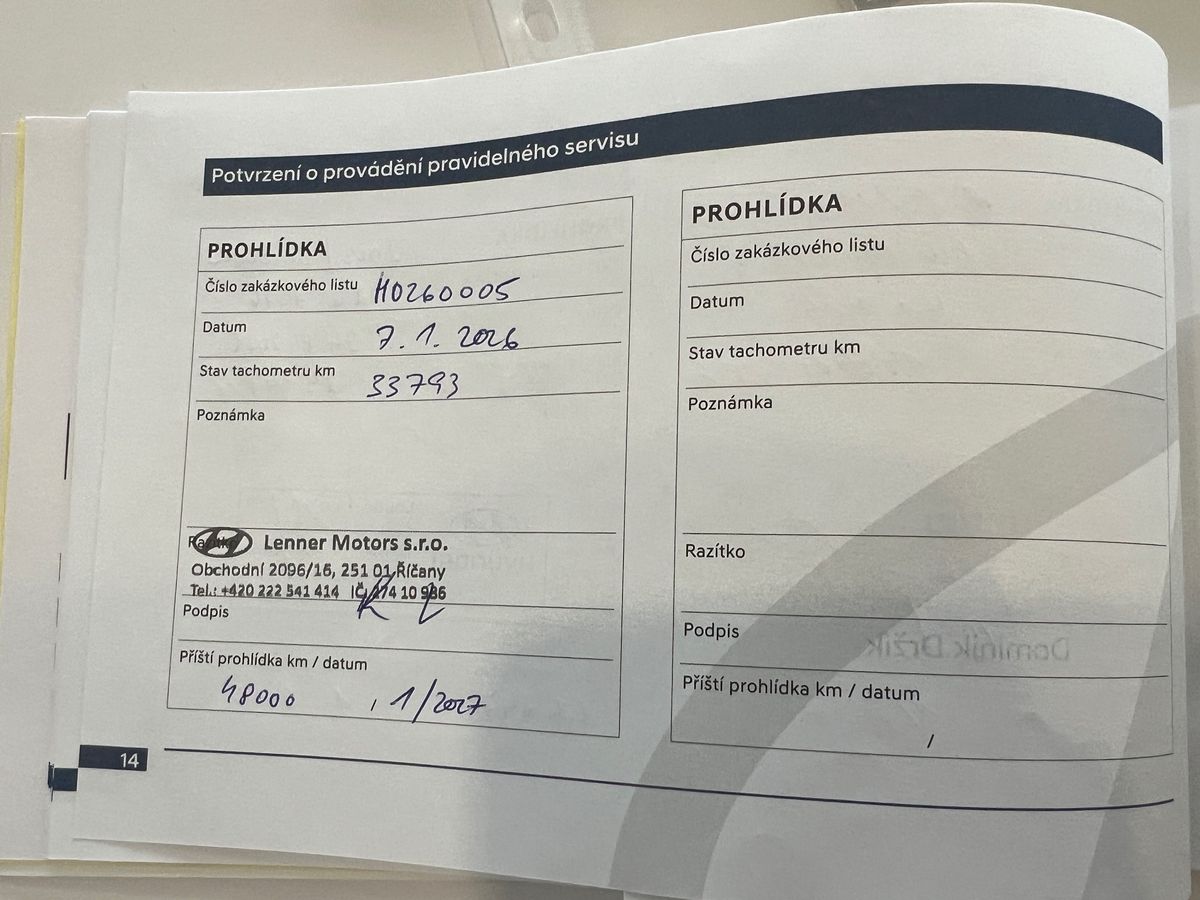 Potvrzení o provádění pravidelného servisu
PROHLÍDKA
Číslo zakázkového listu H0260005
Datum 7. 1. 2026
Stav tachometru km 33793
Poznámka
Razítko
Lenner Motors s.r.o.
Obchodní 2096/16, 251 01 Říčany
Tel.: +420 222 541 414 IČ: 274 10 986
Podpis
Příští prohlídka km / datum
48000 , 1/2027
14
PROHLÍDKA
Číslo zakázkového listu
Datum
Stav tachometru km
Poznámka
Razítko
Podpis
Dominik Držík
Příští prohlídka km / datum
/